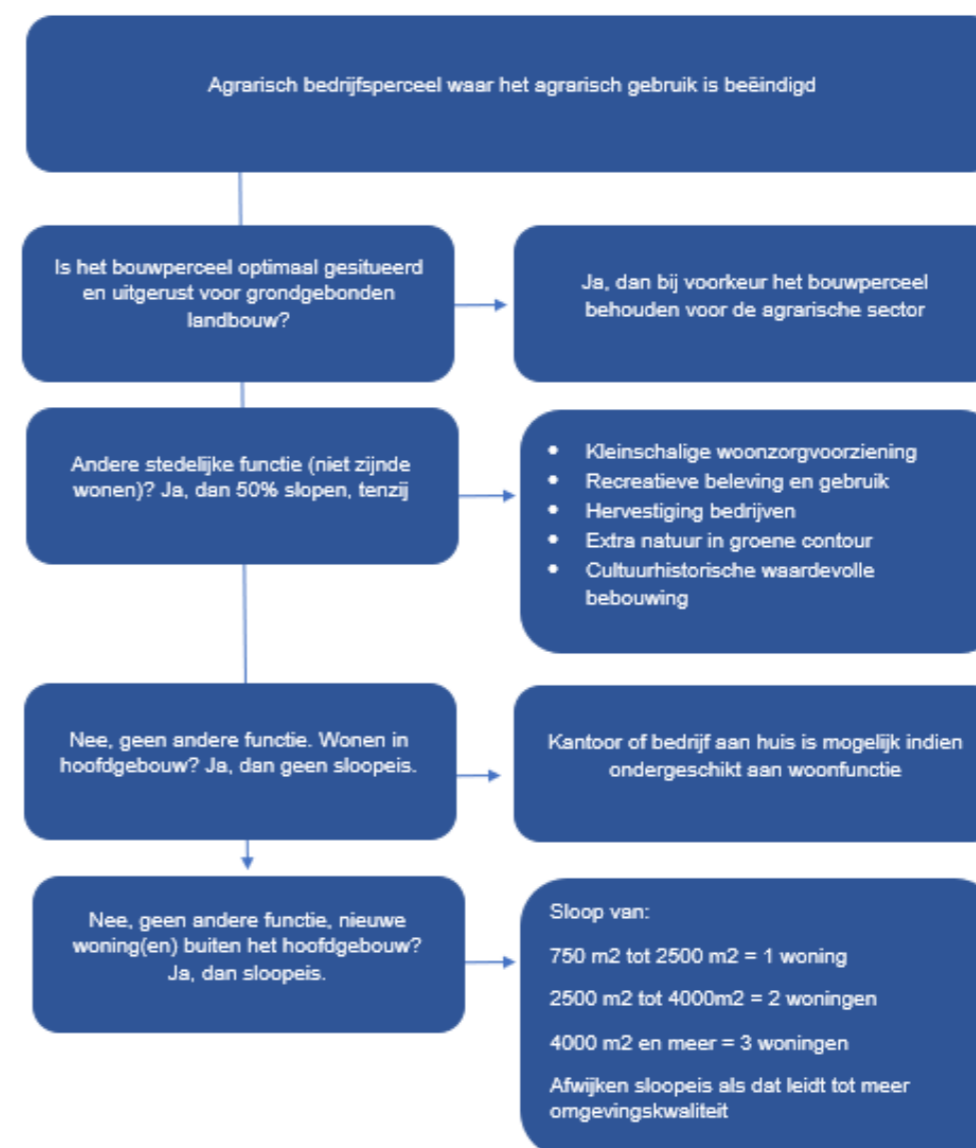 Agrarisch bedrijfsperceel waar het agrarisch gebruik is beëindigd
Is het bouwperceel optimaal gesitueerd
en uitgerust voor grondgebonden
landbouw?
Ja, dan bij voorkeur het bouwperceel
behouden voor de agrarische sector
Andere stedelijke functie (niet zijnde
wonen)? Ja, dan 50% slopen, tenzij
• Kleinschalige woonzorgvoorziening
• Recreatieve beleving en gebruik
• Hervestiging bedrijven
• Extra natuur in groene contour
• Cultuurhistorische waardevolle
bebouwing
Nee, geen andere functie. Wonen in
hoofdgebouw? Ja, dan geen sloopeis.
Kantoor of bedrijf aan huis is mogelijk indien
ondergeschikt aan woonfunctie
Nee, geen andere functie, nieuwe
woning(en) buiten het hoofdgebouw?
Ja, dan sloopeis.
Sloop van:
750 m2 tot 2500 m2 = 1 woning
2500 m2 tot 4000m2 = 2 woningen
4000 m2 en meer = 3 woningen
Afwijken sloopeis als dat leidt tot meer
omgevingskwaliteit